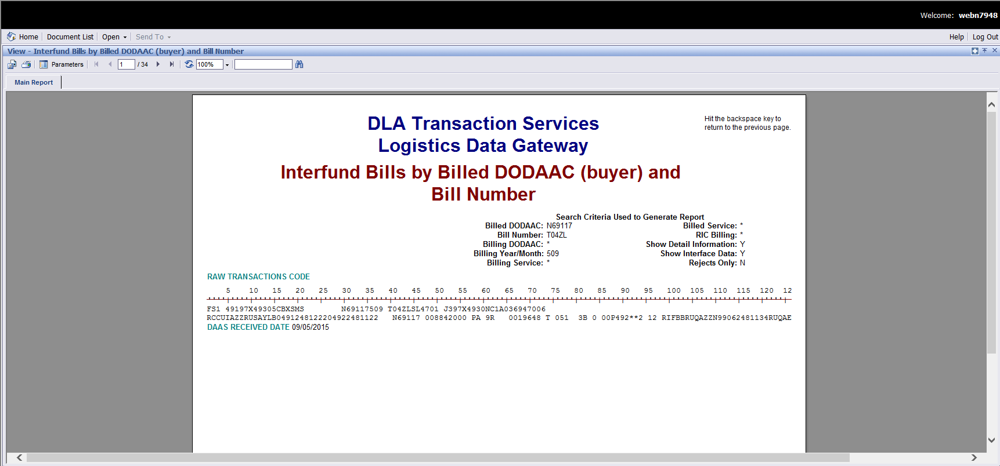 Welcome: webn7948
Home Document List Open Send To Help Log Out
View - Interfund Bills by Billed DODAAC (buyer) and Bill Number
Parameters 1 / 34 100%
Main Report
Hit the backspace key to
return to the previous page.
DLA Transaction Services
Logistics Data Gateway
Interfund Bills by Billed DODAAC (buyer) and
Bill Number
Search Criteria Used to Generate Report
Billed DODAAC: N69117 Billed Service: *
Bill Number: T04ZL RIC Billing: *
Billing DODAAC: * Show Detail Information: Y
Billing Year/Month: 509 Show Interface Data: Y
Billing Service: * Rejects Only: N
RAW TRANSACTIONS CODE
5 10 15 20 25 30 35 40 45 50 55 60 65 70 75 80 85 90 95 100 105 110 115 120 12
FS1 49197X49305CBXSMS N69117509 T04ZLSL4701 J397X4930NC1A036947006
RCCUIAZZRUSAYLB0491248122204922481122 N69117 008842000 PA 9R 0019648 T 051 3B 0 00P492**2 12 RIFBBRUQAZZN99062481134RUQAE
DAAS RECEIVED DATE 09/05/2015